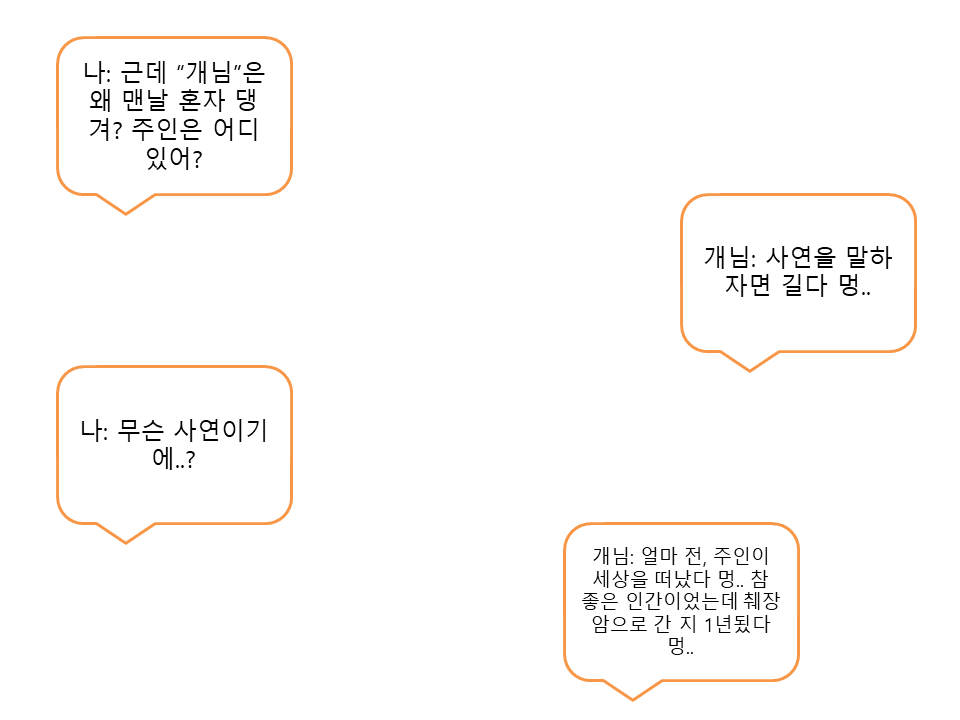 나: 근데 “개님”은
왜 맨날 혼자 댕
겨? 주인은 어디
있어?
개님: 사연을 말하
자면 길다 멍..
나: 무슨 사연이기
에..?
개님: 얼마 전, 주인이
세상을 떠났다 멍.. 참
좋은 인간이었는데 췌장
암으로 간 지 1년됬다
멍..